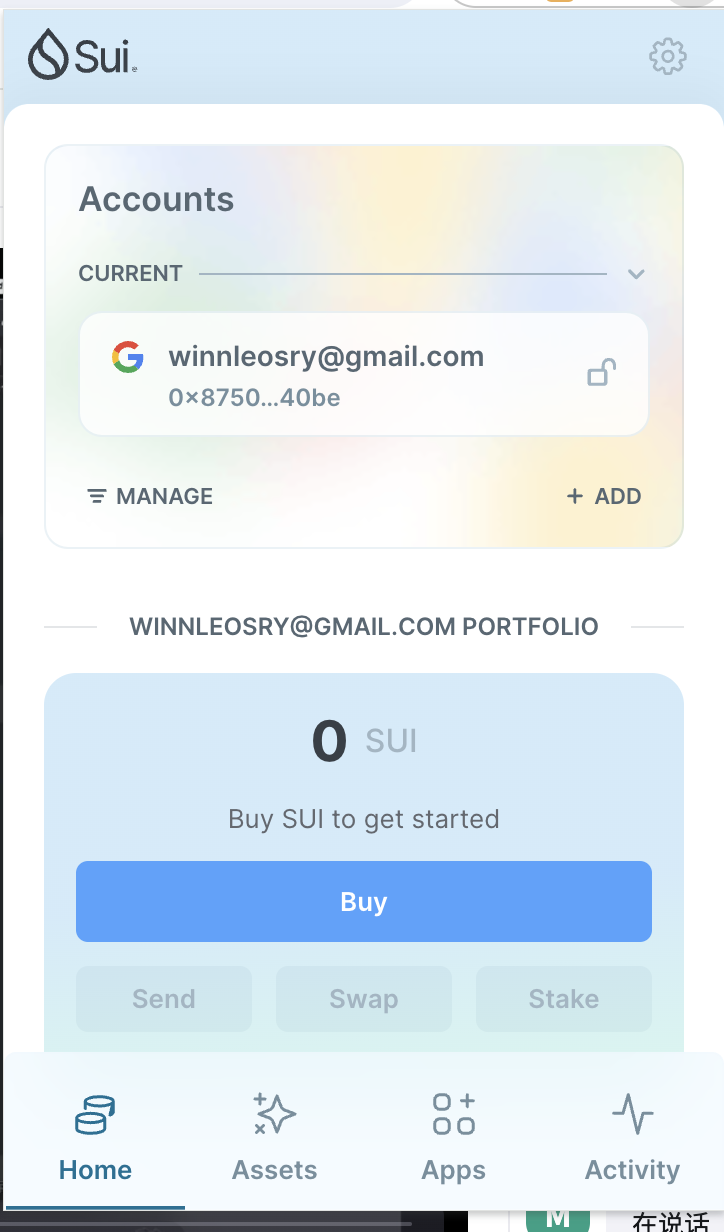 Sui
Accounts
CURRENT
winnleosry@gmail.com
0×8750...40be
MANAGE
+ ADD
WINNLEOSRY@GMAIL.COM PORTFOLIO
0 SUI
Buy SUI to get started
Buy
Send
Swap
Stake
Home
Assets
Apps
Activity
M
在说话